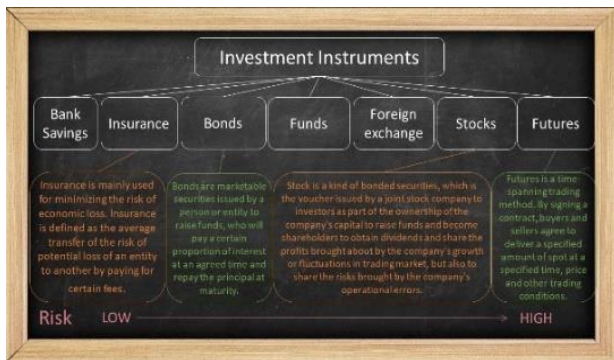 Investment Instruments
Bank
Savings
Insurance
Bonds
Funds
Foreign
exchange
Stocks
Futures
Insurance is mainly used
for minimizing the risk of
economic loss. Insurance
is defined as the average
transfer of the risk of
potential loss of an entity
to another by paying for
certain fees.
Bonds are marketable
securities issued by a
person or entity to
raise funds, who will
pay a certain
proportion of interest
at an agreed time and
repay the principal at
maturity.
Stock is a kind of bonded securities, which is
the voucher issued by a joint stock company to
investors as part of the ownership of the
company's capital to raise funds and become
shareholders to obtain dividends and share the
profits brought about by the company's growth
or fluctuations in trading market, but also to
share the risks brought by the company's
operational errors.
Futures is a time-
spanning trading
method. By signing a
contract, buyers and
sellers agree to
deliver a specified
amount of spot at a
specified time, price
and other trading
conditions.
Risk LOW HIGH